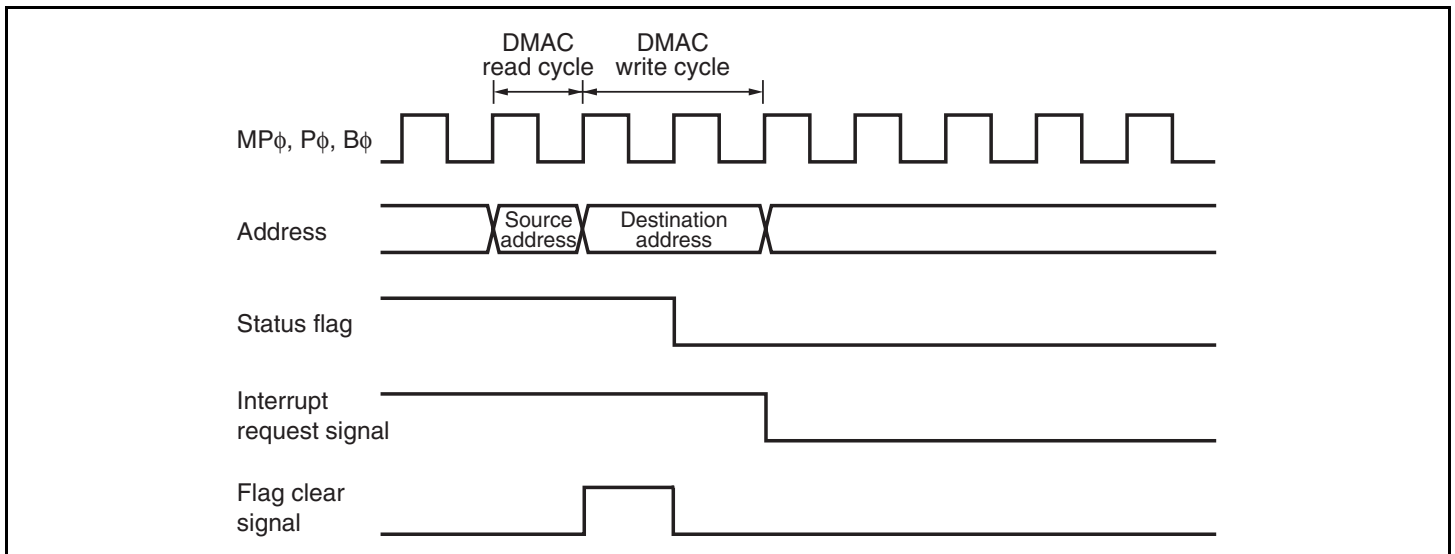 DMAC
read cycle
DMAC
write cycle
MPϕ, Pϕ, Bϕ
Address
Source
address
Destination
address
Status flag
Interrupt
request signal
Flag clear
signal